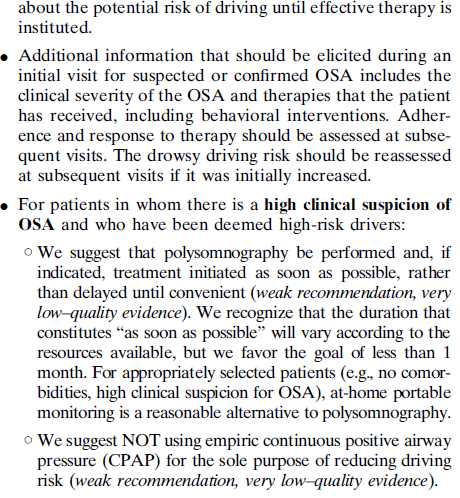 about the potential risk of driving until effective therapy is
instituted.
● Additional information that should be elicited during an
initial visit for suspected or confirmed OSA includes the
clinical severity of the OSA and therapies that the patient
has received, including behavioral interventions. Adher-
ence and response to therapy should be assessed at subse-
quent visits. The drowsy driving risk should be reassessed
at subsequent visits if it was initially increased.
● For patients in whom there is a high clinical suspicion of
OSA and who have been deemed high-risk drivers:
○ We suggest that polysomnography be performed and, if
indicated, treatment initiated as soon as possible, rather
than delayed until convenient (weak recommendation, very
low–quality evidence). We recognize that the duration that
constitutes “as soon as possible” will vary according to the
resources available, but we favor the goal of less than 1
month. For appropriately selected patients (e.g., no comor-
bidities, high clinical suspicion for OSA), at-home portable
monitoring is a reasonable alternative to polysomnography.
○ We suggest NOT using empiric continuous positive airway
pressure (CPAP) for the sole purpose of reducing driving
risk (weak recommendation, very low–quality evidence).